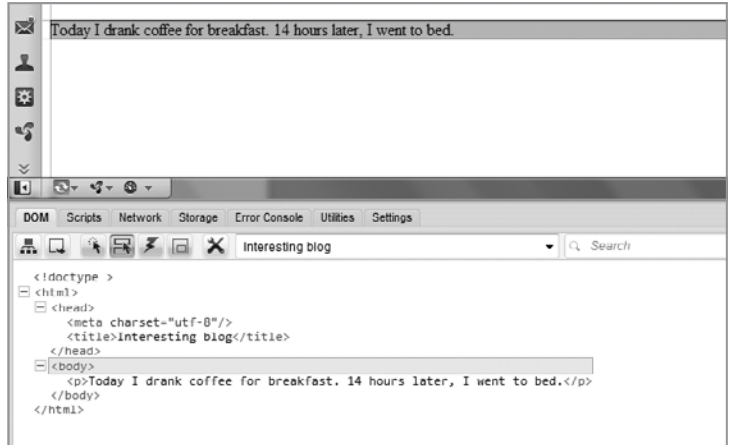 Today I drank coffee for breakfast. 14 hours later, I went to bed.
DOM Scripts Network Storage Error Console Utilities Settings
Interesting blog Search
<!doctype >
<html>
<head>
<meta charset="utf-8"/>
<title>Interesting blog</title>
</head>
<body>
<p>Today I drank coffee for breakfast. 14 hours later, I went to bed.</p>
</body>
</html>